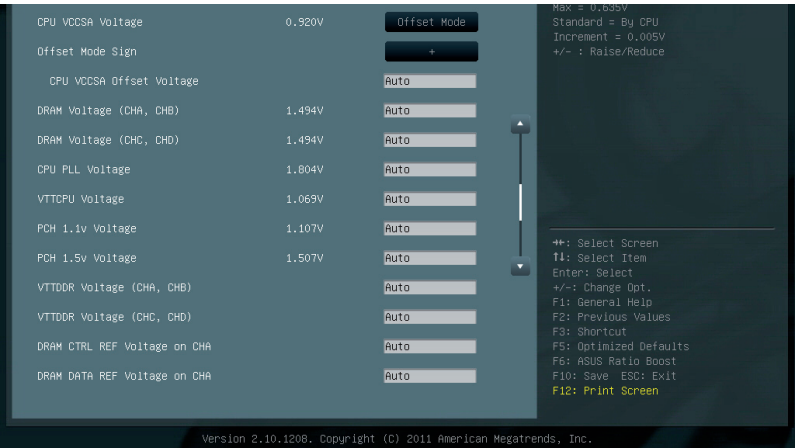 Max = 0.635V
CPU VCCSA Voltage 0.920V Offset Mode
Standard = By CPU
Increment = 0.005V
Offset Mode Sign +
+/- : Raise/Reduce
CPU VCCSA Offset Voltage Auto
DRAM Voltage (CHA, CHB) 1.494V Auto
DRAM Voltage (CHC, CHD) 1.494V Auto
CPU PLL Voltage 1.804V Auto
VTTCPU Voltage 1.069V Auto
PCH 1.1v Voltage 1.107V Auto
PCH 1.5v Voltage 1.507V Auto
VTTDDR Voltage (CHA, CHB) Auto
VTTDDR Voltage (CHC, CHD) Auto
DRAM CTRL REF Voltage on CHA Auto
DRAM DATA REF Voltage on CHA Auto
→←: Select Screen
↑↓: Select Item
Enter: Select
+/-: Change Opt.
F1: General Help
F2: Previous Values
F3: Shortcut
F5: Optimized Defaults
F6: ASUS Ratio Boost
F10: Save ESC: Exit
F12: Print Screen
Version 2.10.1208. Copyright (C) 2011 American Megatrends, Inc.